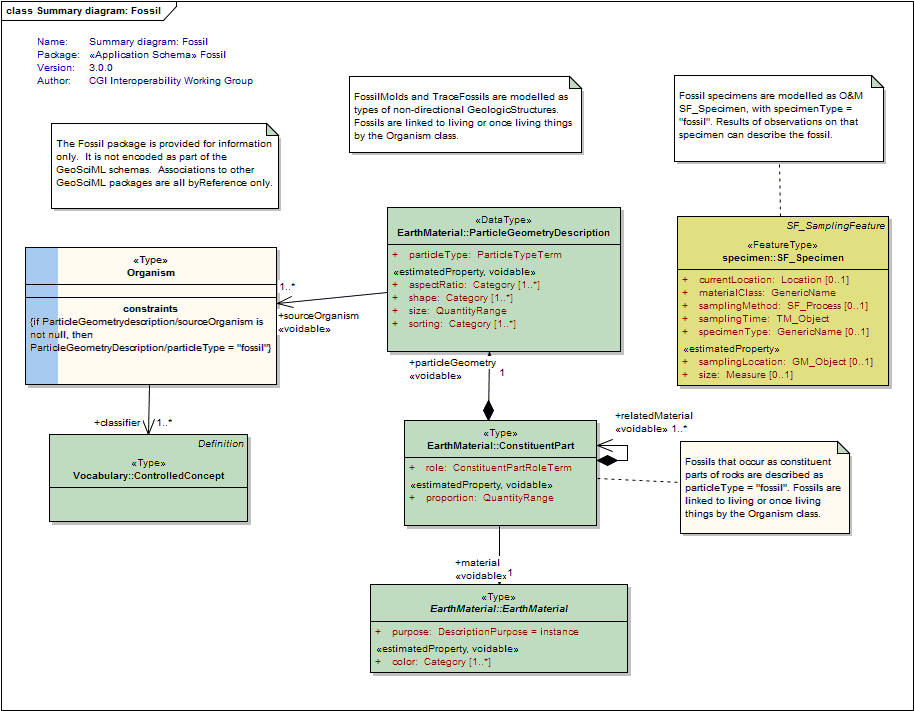 class Summary diagram: Fossil
Name: Summary diagram: Fossil
Package: «Application Schema» Fossil
Version: 3.0.0
Author: CGI Interoperability Working Group
The Fossil package is provided for information
only. It is not encoded as part of the
GeoSciML schemas. Associations to other
GeoSciML packages are all byReference only.
FossilMolds and TraceFossils are modelled as
types of non-directional GeologicStructures.
Fossils are linked to living or once living things
by the Organism class.
Fossil specimens are modelled as O&M
SF_Specimen, with specimenType =
"fossil". Results of observations on that
specimen can describe the fossil.
«DataType»
EarthMaterial::ParticleGeometryDescription
+ particleType: ParticleTypeTerm
«estimatedProperty, voidable»
+ aspectRatio: Category [1..*]
+ shape: Category [1..*]
+ size: QuantityRange
+ sorting: Category [1..*]
SF_SamplingFeature
«FeatureType»
specimen::SF_Specimen
+ currentLocation: Location [0..1]
+ materialClass: GenericName
+ samplingMethod: SF_Process [0..1]
+ samplingTime: TM_Object
+ specimenType: GenericName [0..1]
«estimatedProperty»
+ samplingLocation: GM_Object [0..1]
+ size: Measure [0..1]
«Type»
Organism
constraints
{if ParticleGeometrydescription/sourceOrganism is
not null, then
ParticleGeometryDescription/particleType = "fossil"}
1..*
+sourceOrganism
«voidable»
+particleGeometry
«voidable»
1
+classifier
1..*
Definition
«Type»
Vocabulary::ControlledConcept
«Type»
EarthMaterial::ConstituentPart
+ role: ConstituentPartRoleTerm
«estimatedProperty, voidable»
+ proportion: QuantityRange
+relatedMaterial
«voidable» 1..*
Fossils that occur as constituent
parts of rocks are described as
particleType = "fossil". Fossils are
linked to living or once living
things by the Organism class.
+material
«voidable»
1
«Type»
EarthMaterial::EarthMaterial
+ purpose: DescriptionPurpose = instance
«estimatedProperty, voidable»
+ color: Category [1..*]